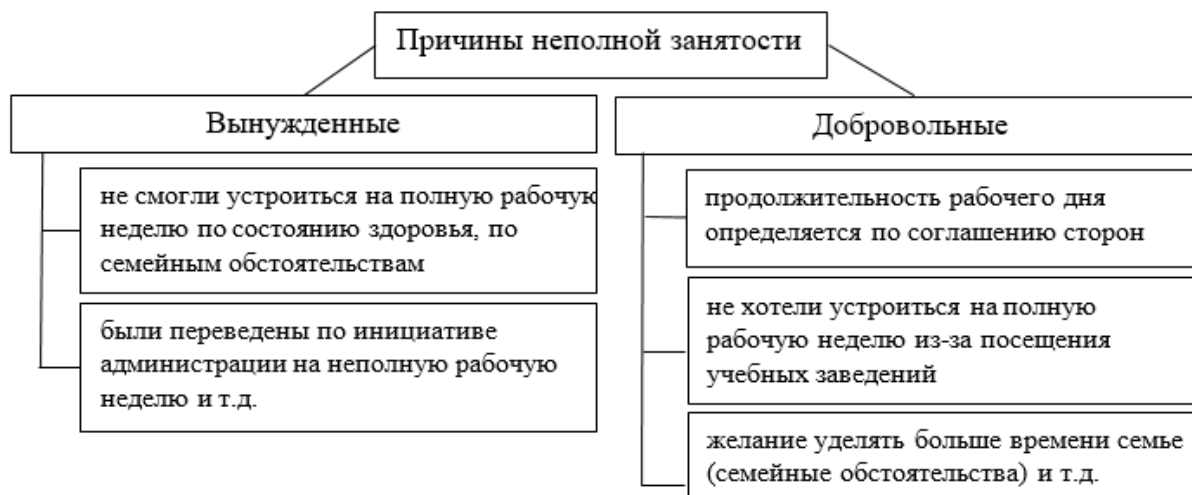 Причины неполной занятости
Вынужденные
не смогли устроиться на полную рабочую
неделю по состоянию здоровья, по
семейным обстоятельствам
были переведены по инициативе
администрации на неполную рабочую
неделю и т.д.
Добровольные
продолжительность рабочего дня
определяется по соглашению сторон
не хотели устроиться на полную
рабочую неделю из-за посещения
учебных заведений
желание уделять больше времени семье
(семейные обстоятельства) и т.д.